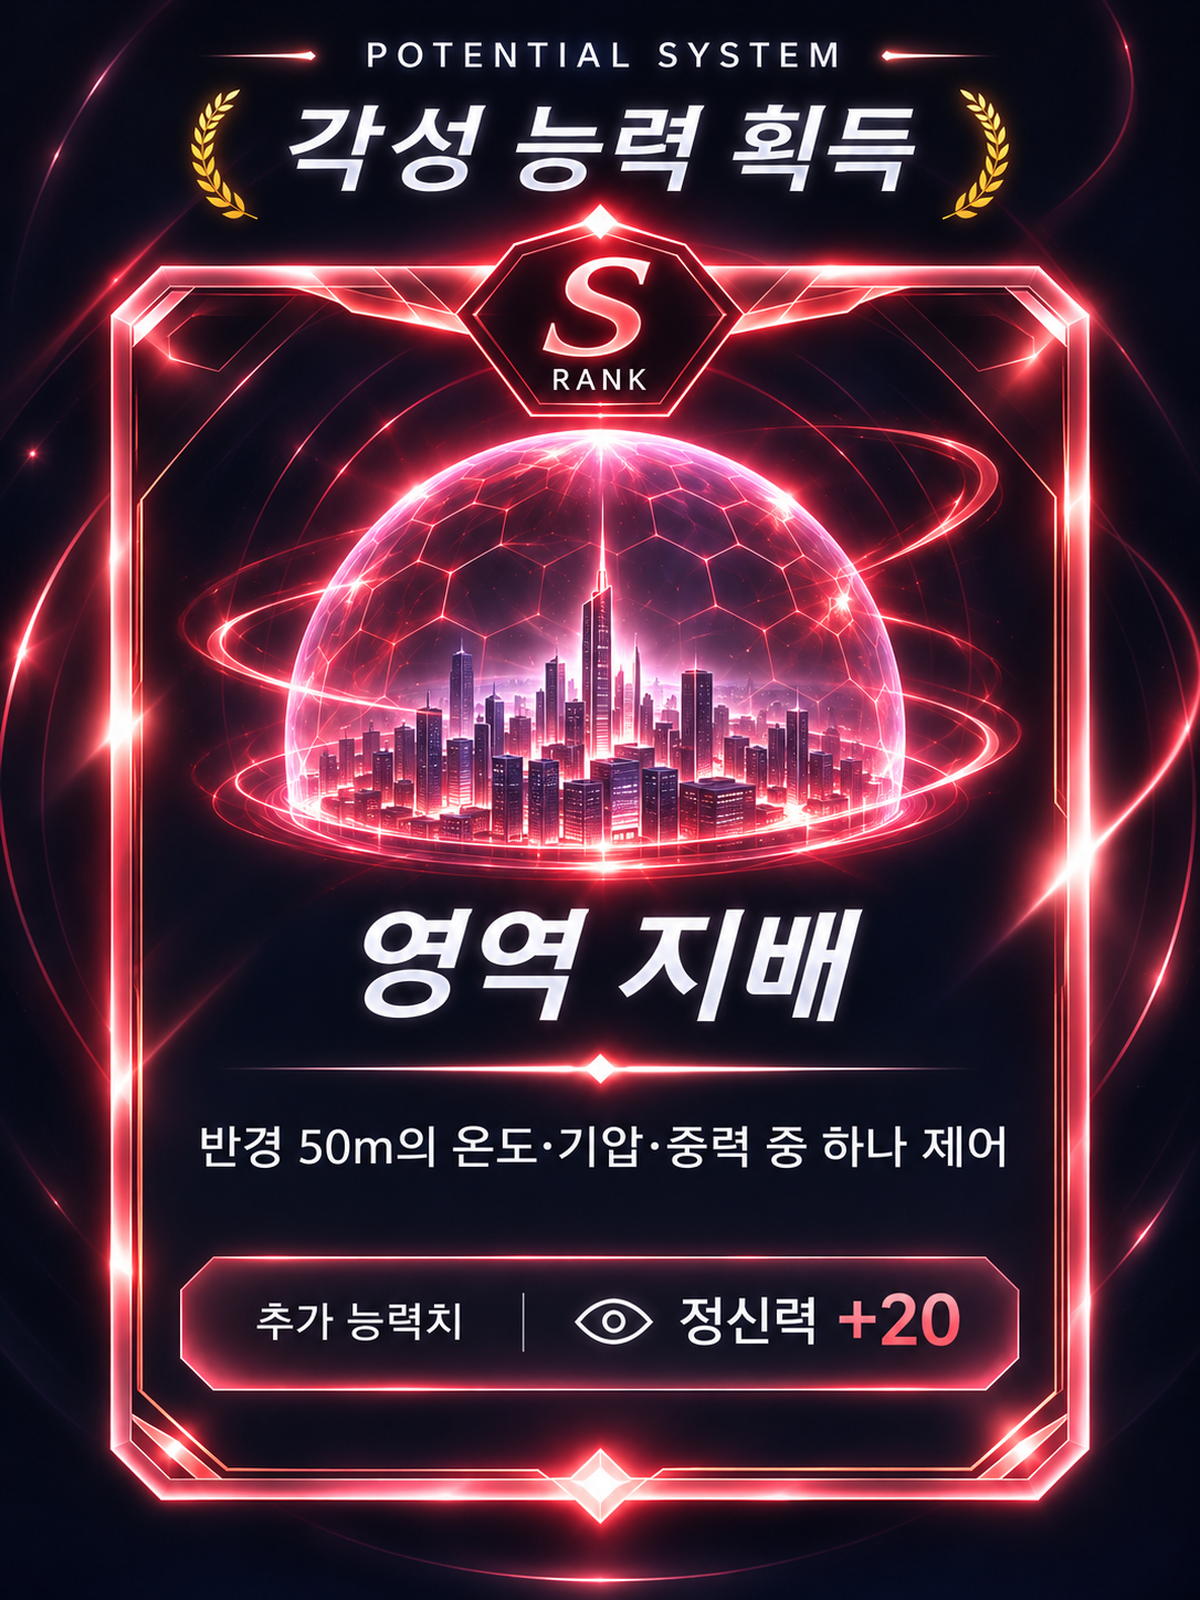 POTENTIAL SYSTEM
각성 능력 획득
S
RANK
영역 지배
반경 50m의 온도·기압·중력 중 하나 제어
추가 능력치
정신력 +20